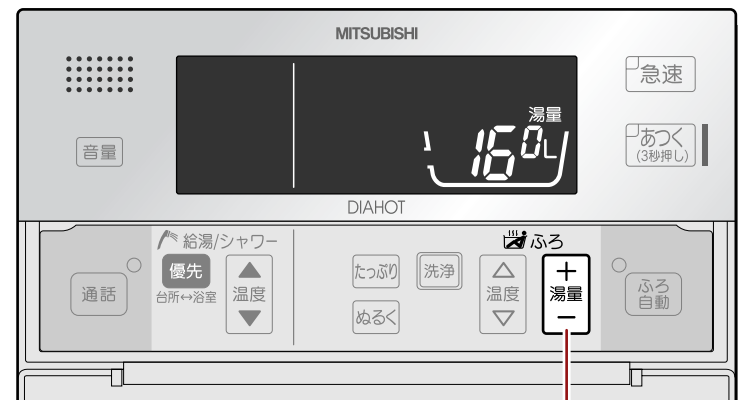 MITSUBISHI
急速
湯量
160L
音量
あつく
(3秒押し)
DIAHOT
給湯/シャワー
ふろ
通話
優先
台所↔浴室
温度
たっぷり
洗浄
ぬるく
温度
+
湯量
−
ふろ
自動